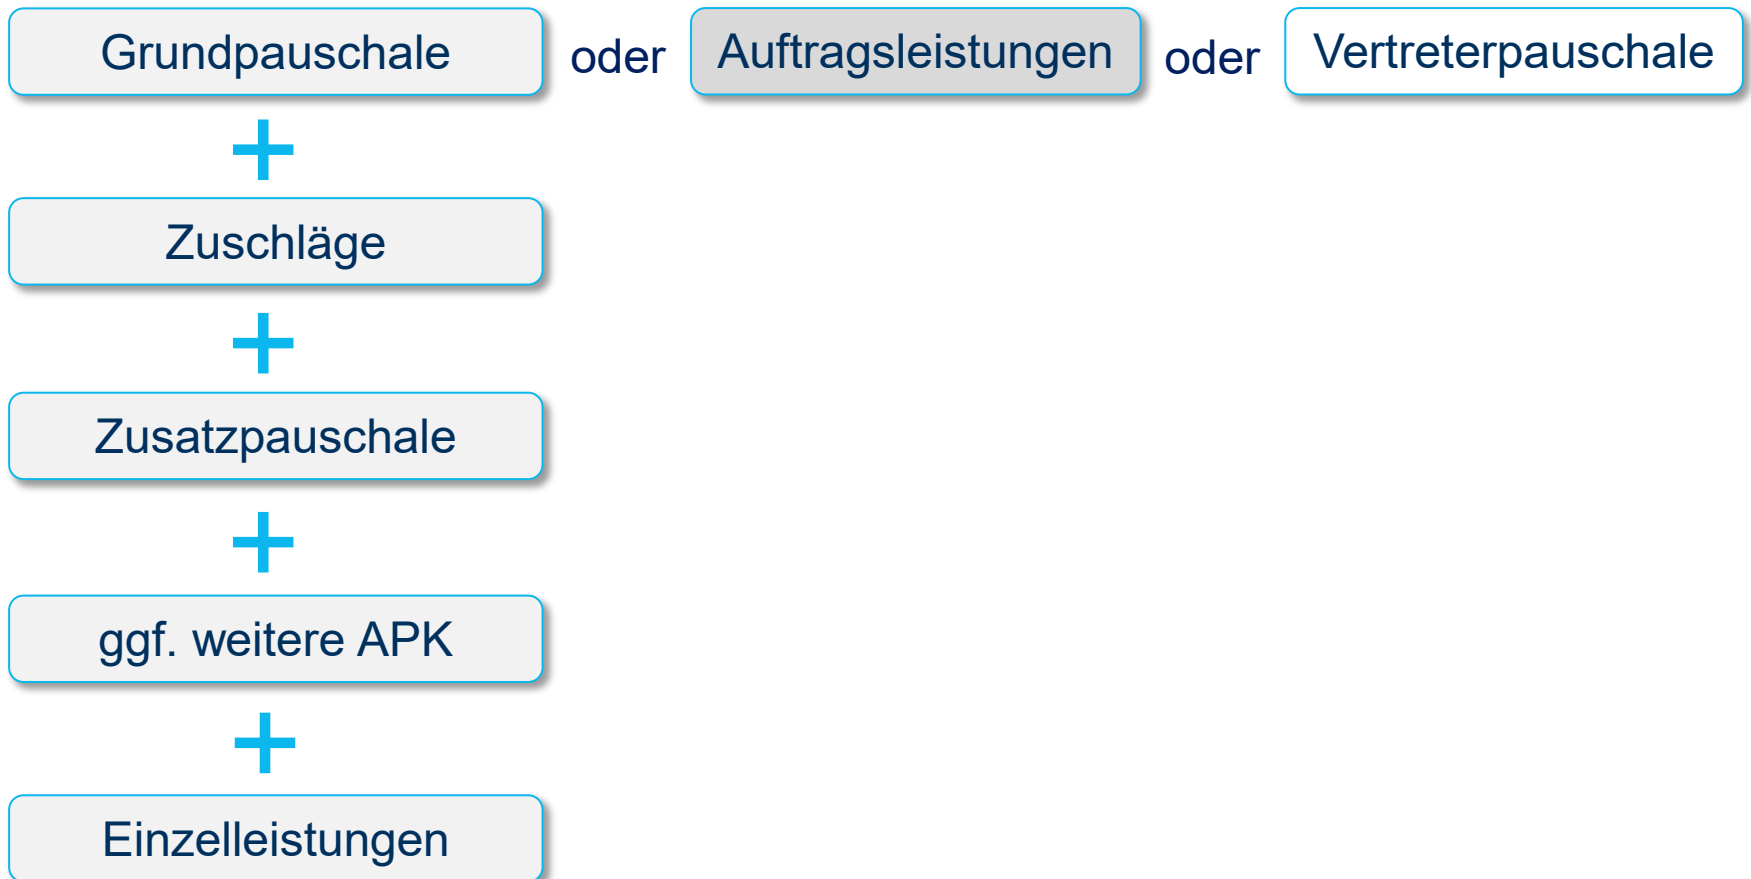 Grundpauschale oder Auftragsleistungen oder Vertreterpauschale
+
Zuschläge
+
Zusatzpauschale
+
ggf. weitere APK
+
Einzelleistungen